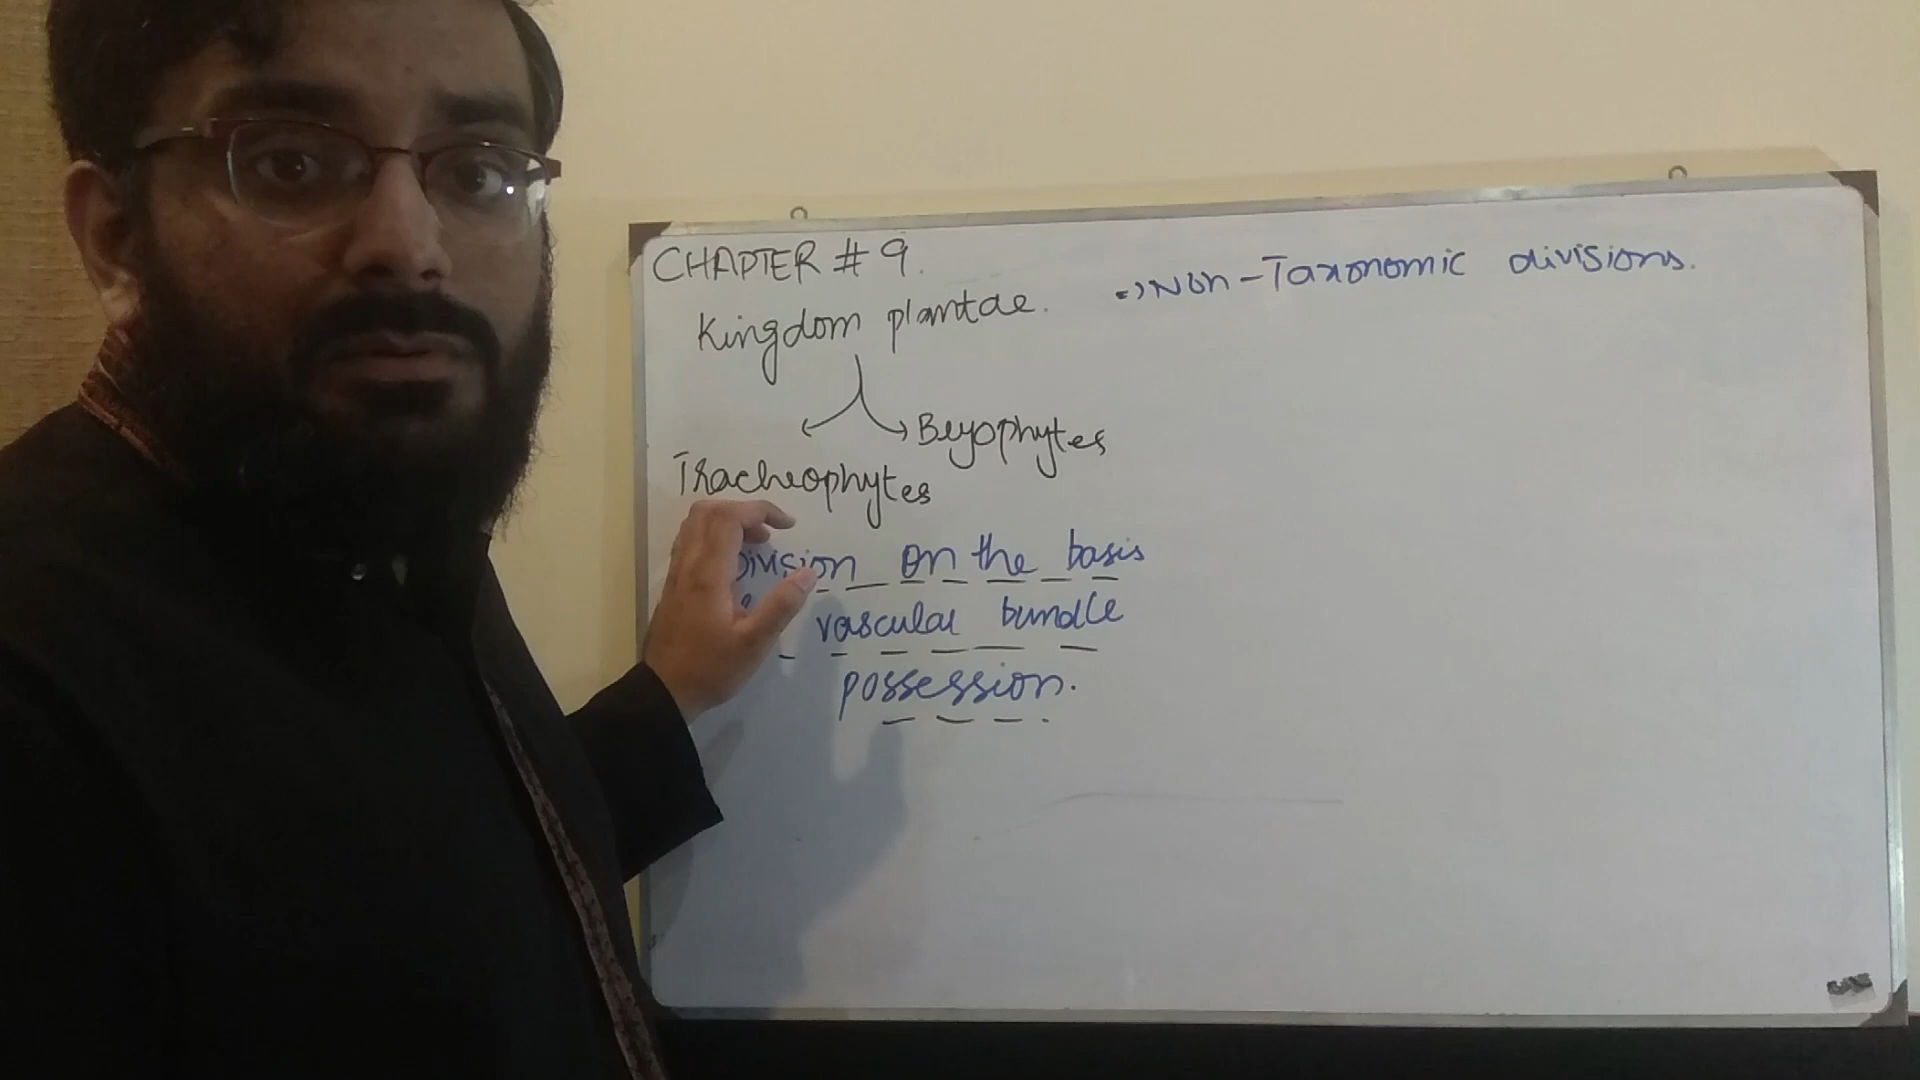 CHAPTER # 9.
Kingdom plantae.
=> Non-Taxonomic divisions.
Bryophytes
Tracheophytes
Division on the basis
vascular bundle
possession.